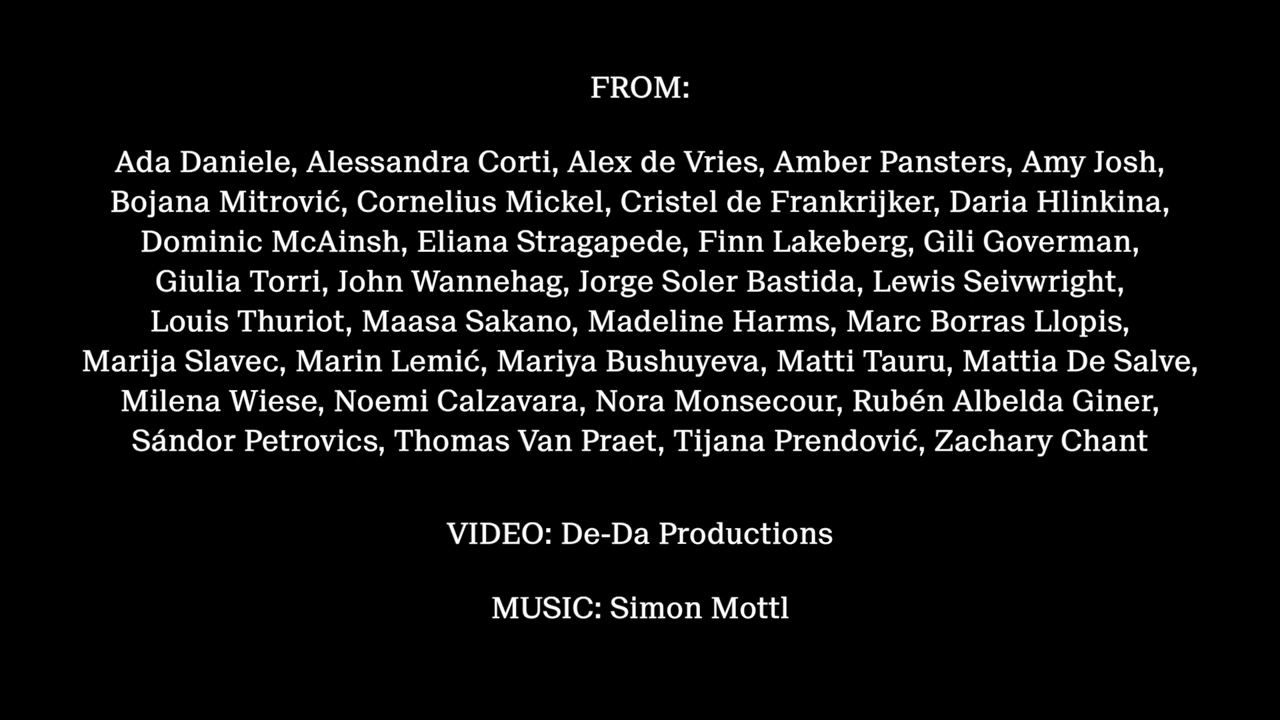 FROM:
Ada Daniele, Alessandra Corti, Alex de Vries, Amber Pansters, Amy Josh,
Bojana Mitrović, Cornelius Mickel, Cristel de Frankrijker, Daria Hlinkina,
Dominic McAinsh, Eliana Stragapede, Finn Lakeberg, Gili Goverman,
Giulia Torri, John Wannehag, Jorge Soler Bastida, Lewis Seivwright,
Louis Thuriot, Maasa Sakano, Madeline Harms, Marc Borras Llopis,
Marija Slavec, Marin Lemić, Mariya Bushuyeva, Matti Tauru, Mattia De Salve,
Milena Wiese, Noemi Calzavara, Nora Monsecour, Rubén Albelda Giner,
Sándor Petrovics, Thomas Van Praet, Tijana Prendović, Zachary Chant
VIDEO: De-Da Productions
MUSIC: Simon Mottl